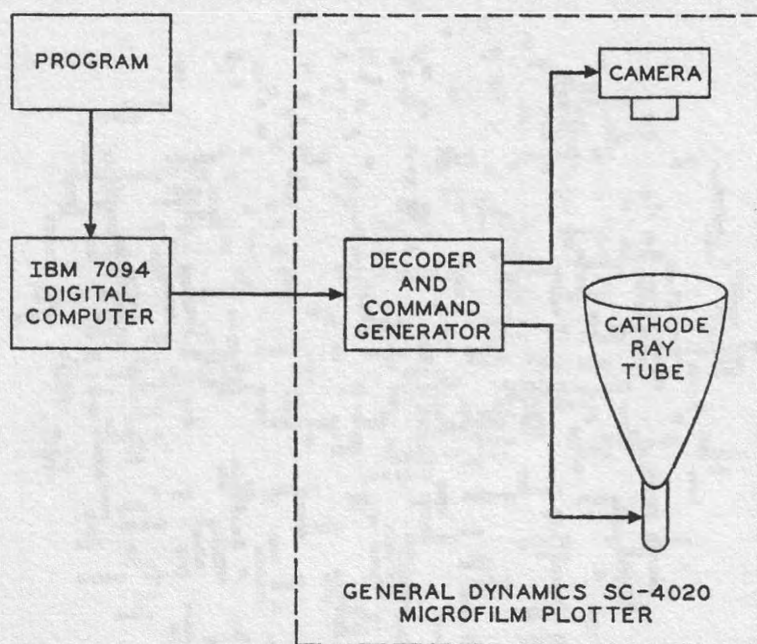 PROGRAM
IBM 7094
DIGITAL
COMPUTER
DECODER
AND
COMMAND
GENERATOR
CAMERA
CATHODE
RAY
TUBE
GENERAL DYNAMICS SC-4020
MICROFILM PLOTTER